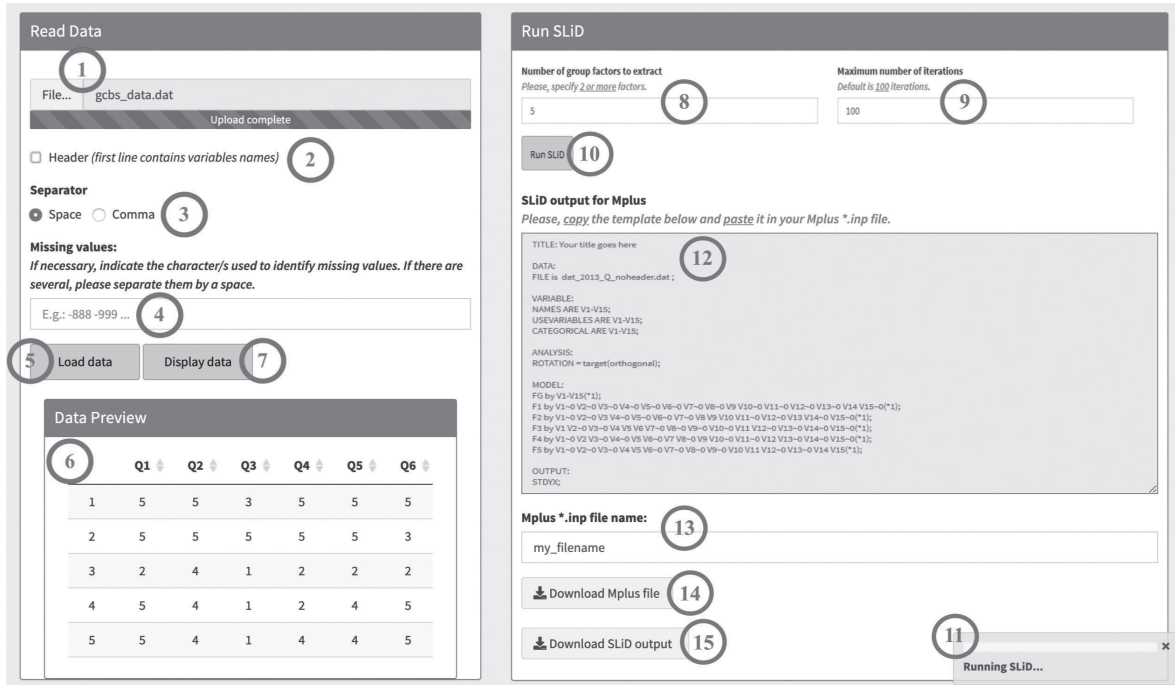 Read Data
1
File... gcbs_data.dat
Upload complete
Header (first line contains variables names) 2
Separator
Space Comma 3
Missing values:
If necessary, indicate the character/s used to identify missing values. If there are
several, please separate them by a space.
E.g.: -888 -999 ... 4
5 Load data Display data 7
Data Preview
6 Q1 Q2 Q3 Q4 Q5 Q6
1 5 5 3 5 5 5
2 5 5 5 5 5 3
3 2 4 1 2 2 2
4 5 4 1 2 4 5
5 5 4 1 4 4 5
Run SLiD
Number of group factors to extract
Please, specify 2 or more factors.
8
5
Maximum number of iterations
Default is 100 iterations.
9
100
Run SLiD 10
SLiD output for Mplus
Please, copy the template below and paste it in your Mplus *.inp file.
TITLE: Your title goes here
12
DATA:
FILE is dat_2013_Q_noheader.dat ;
VARIABLE:
NAMES ARE V1-V15;
USEVARIABLES ARE V1-V15;
CATEGORICAL ARE V1-V15;
ANALYSIS:
ROTATION = target(orthogonal);
MODEL:
FG by V1-V15(*1);
F1 by V1~0 V2~0 V3~0 V4~0 V5~0 V6~0 V7~0 V8~0 V9 V10~0 V11~0 V12~0 V13~0 V14 V15~0(*1);
F2 by V1~0 V2~0 V3 V4~0 V5~0 V6~0 V7~0 V8 V9 V10 V11~0 V12~0 V13 V14~0 V15~0(*1);
F3 by V1 V2~0 V3~0 V4 V5 V6 V7~0 V8~0 V9~0 V10~0 V11 V12~0 V13~0 V14~0 V15~0(*1);
F4 by V1~0 V2 V3~0 V4~0 V5 V6~0 V7 V8~0 V9 V10~0 V11~0 V12 V13~0 V14~0 V15~0(*1);
F5 by V1~0 V2~0 V3~0 V4 V5 V6~0 V7~0 V8~0 V9~0 V10 V11 V12~0 V13~0 V14 V15(*1);
OUTPUT:
STDYX;
Mplus *.inp file name: 13
my_filename
Download Mplus file 14
Download SLiD output 15
11
×
Running SLiD...